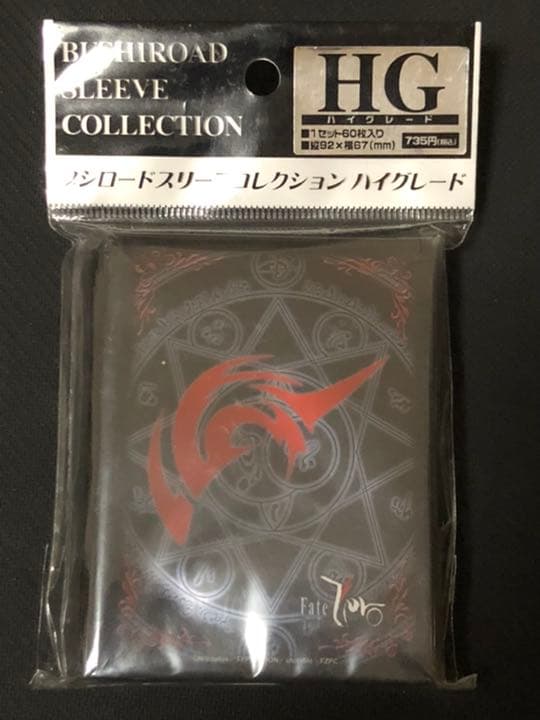 BUSHIROAD
SLEEVE
COLLECTION
HG
ハイグレード
■1セット60枚入り
■縦92×横67(mm)
735円(税込)
ブシロードスリーブコレクション ハイグレード
Fate Zero